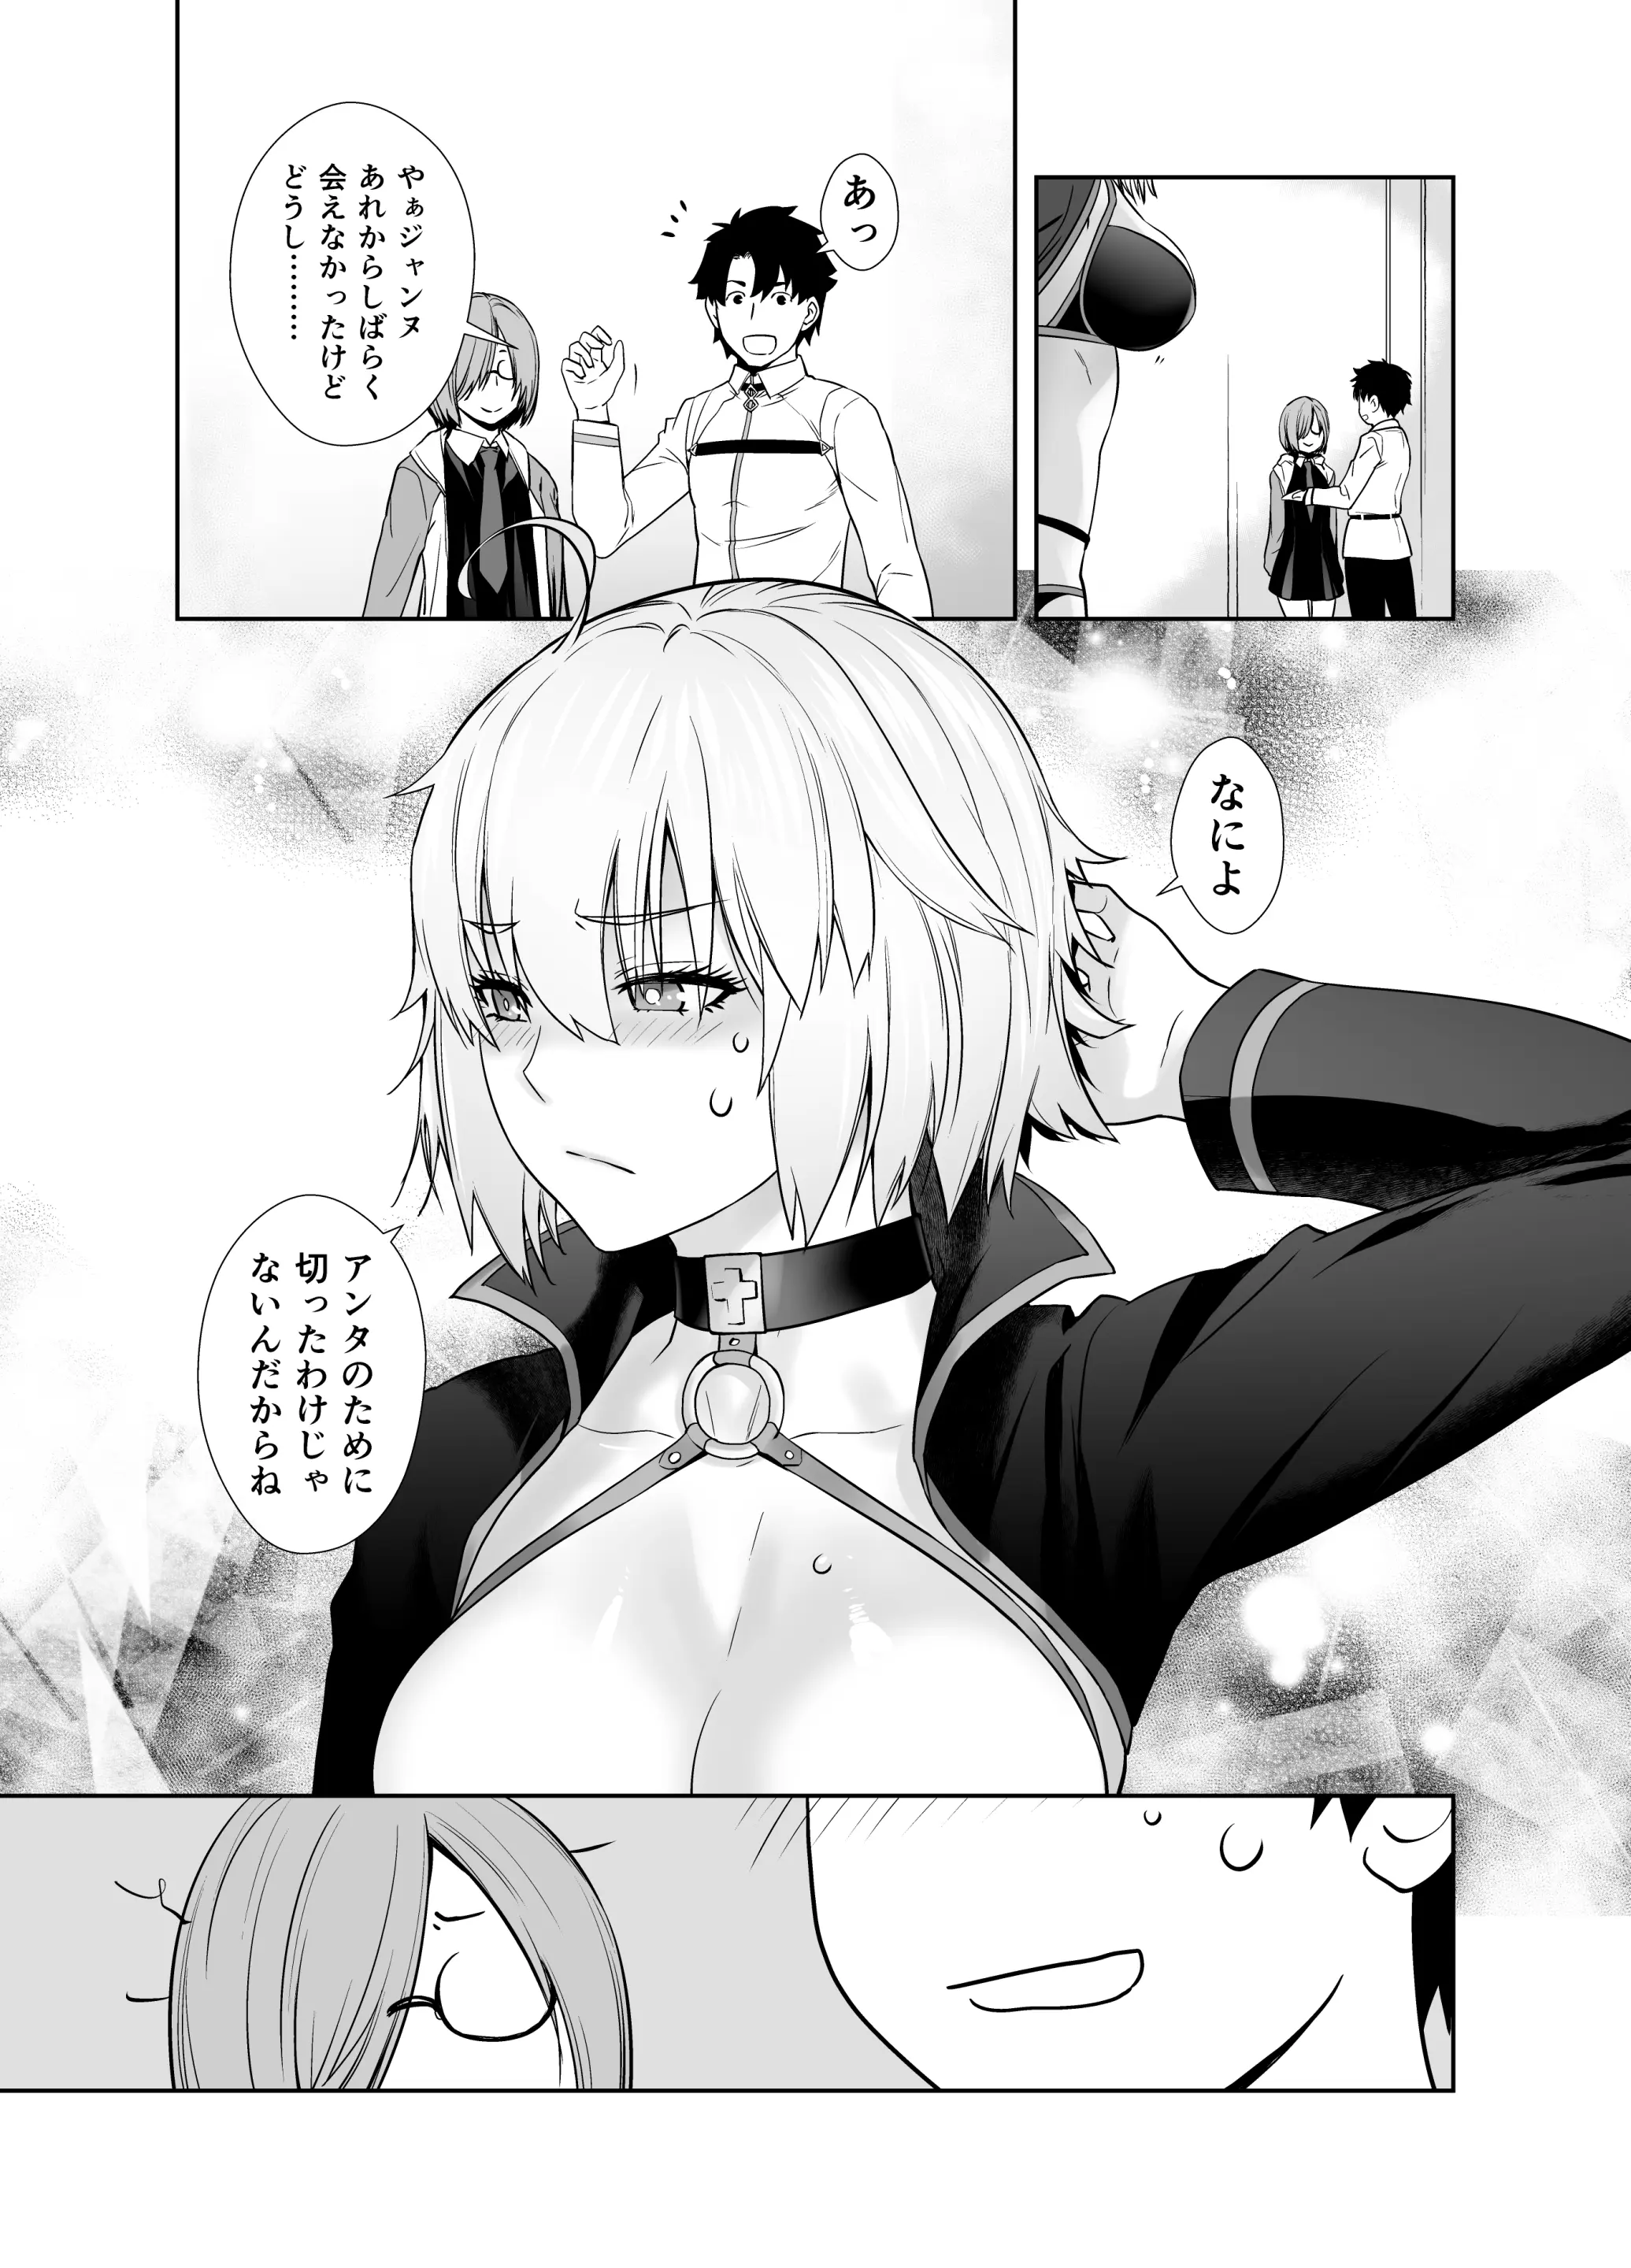 あっ
やぁジャンヌ
あれからしばらく
会えなかったけど
どうし………
なによ
アンタのために
切ったわけじゃ
ないんだからね